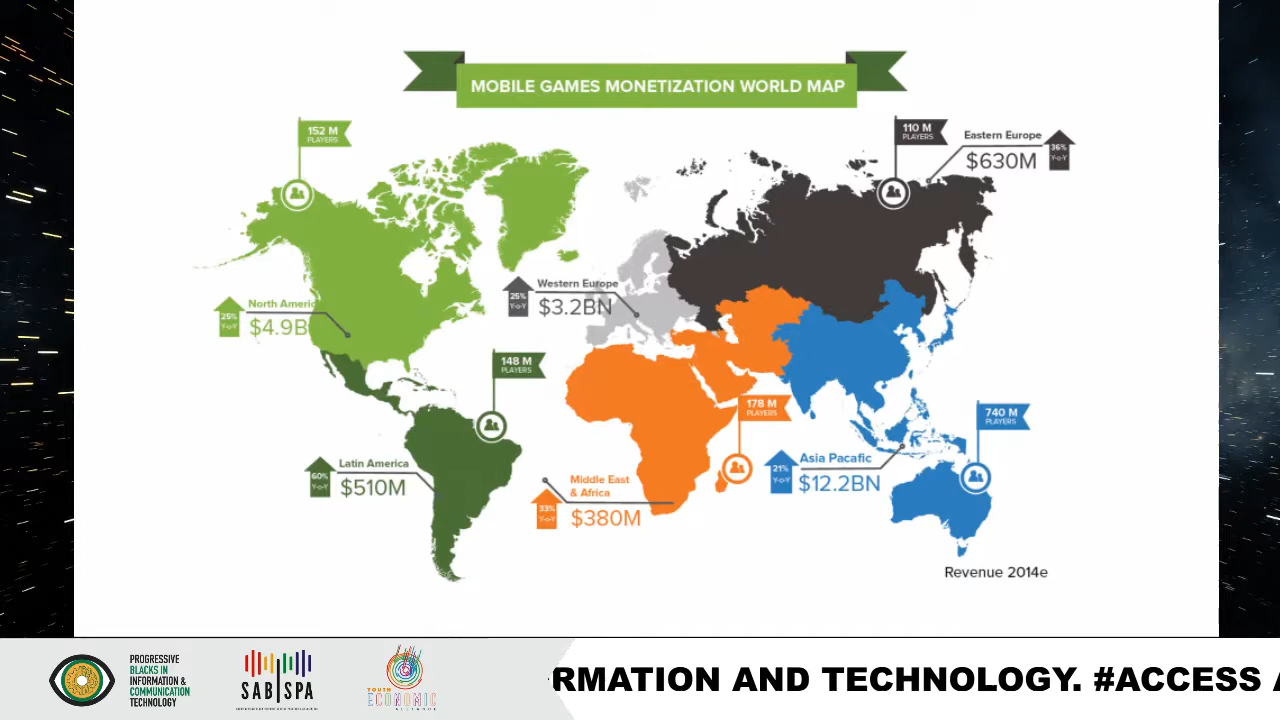 MOBILE GAMES MONETIZATION WORLD MAP
152 M
PLAYERS
110 M
PLAYERS
Eastern Europe
$630M
36%
Y-o-Y
North Americ
$4.9B
25%
Y-o-Y
Western Europe
$3.2BN
25%
Y-o-Y
148 M
PLAYERS
178 M
PLAYERS
740 M
PLAYERS
Latin America
$510M
60%
Y-o-Y
Middle East
& Africa
$380M
33%
Y-o-Y
Asia Pacafic
$12.2BN
21%
Y-o-Y
Revenue 2014e
PROGRESSIVE
BLACKS IN
INFORMATION &
COMMUNICATION
TECHNOLOGY
SAB SPA
YOUTH
ECONOMIC
ALLIANCE
RMATION AND TECHNOLOGY. #ACCESS